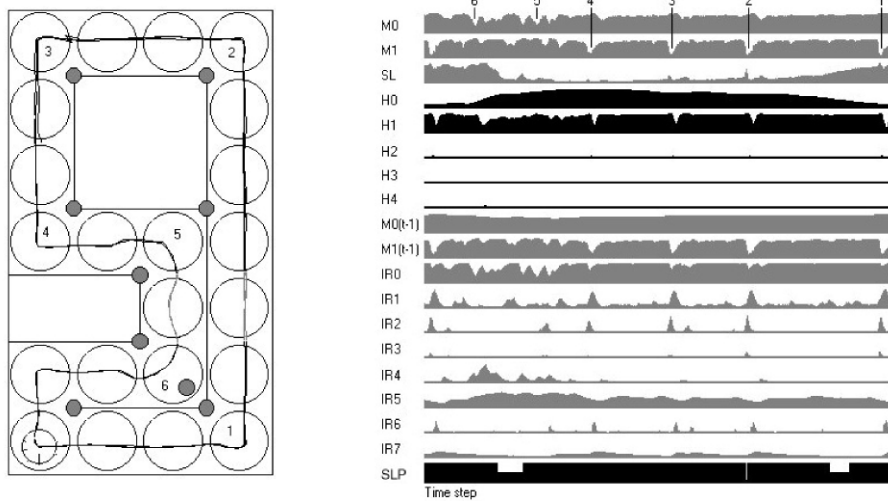 3
2
4
5
6
1
6 5 4 3 2 1
M0
M1
SL
H0
H1
H2
H3
H4
M0(t-1)
M1(t-1)
IR0
IR1
IR2
IR3
IR4
IR5
IR6
IR7
SLP
Time step